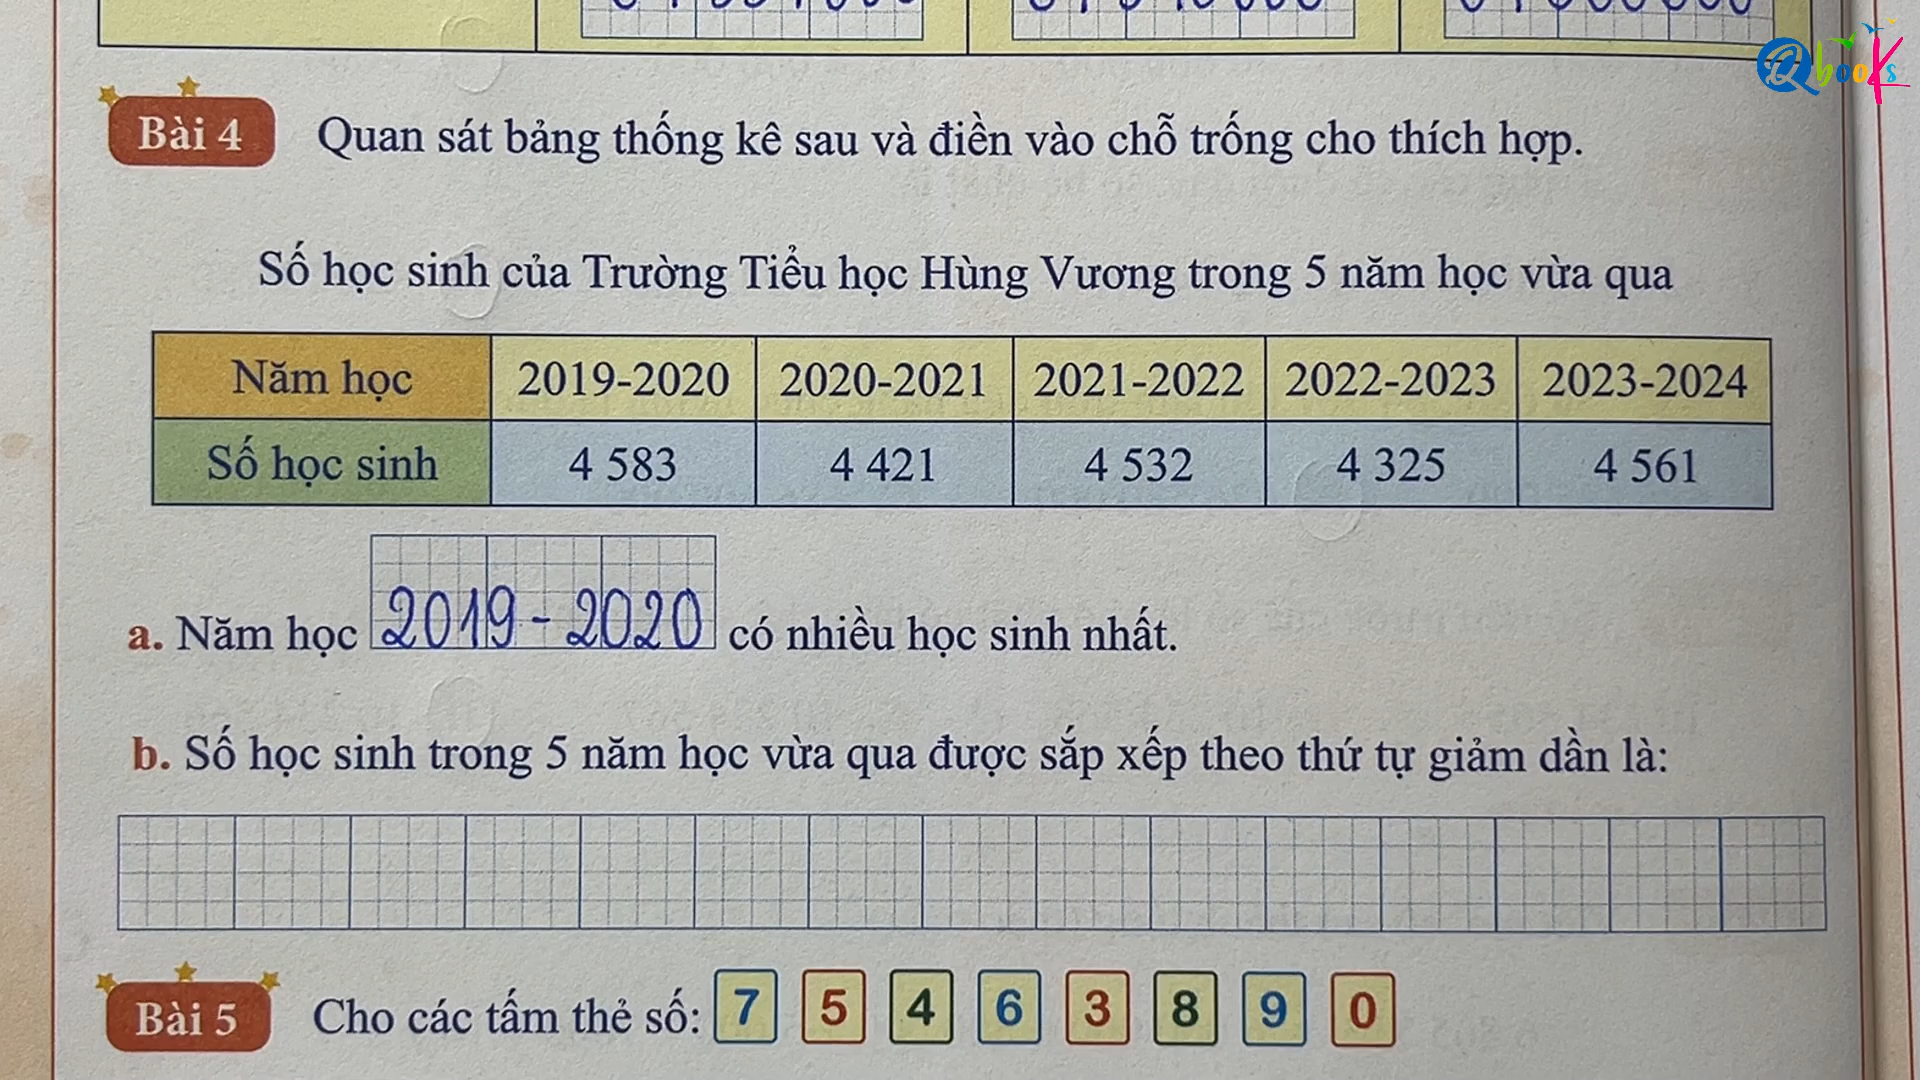 Qbooks
Bài 4 Quan sát bảng thống kê sau và điền vào chỗ trống cho thích hợp.
Số học sinh của Trường Tiểu học Hùng Vương trong 5 năm học vừa qua
Năm học 2019-2020 2020-2021 2021-2022 2022-2023 2023-2024
Số học sinh 4 583 4 421 4 532 4 325 4 561
a. Năm học 2019-2020 có nhiều học sinh nhất.
b. Số học sinh trong 5 năm học vừa qua được sắp xếp theo thứ tự giảm dần là:
Bài 5 Cho các tấm thẻ số: 7 5 4 6 3 8 9 0